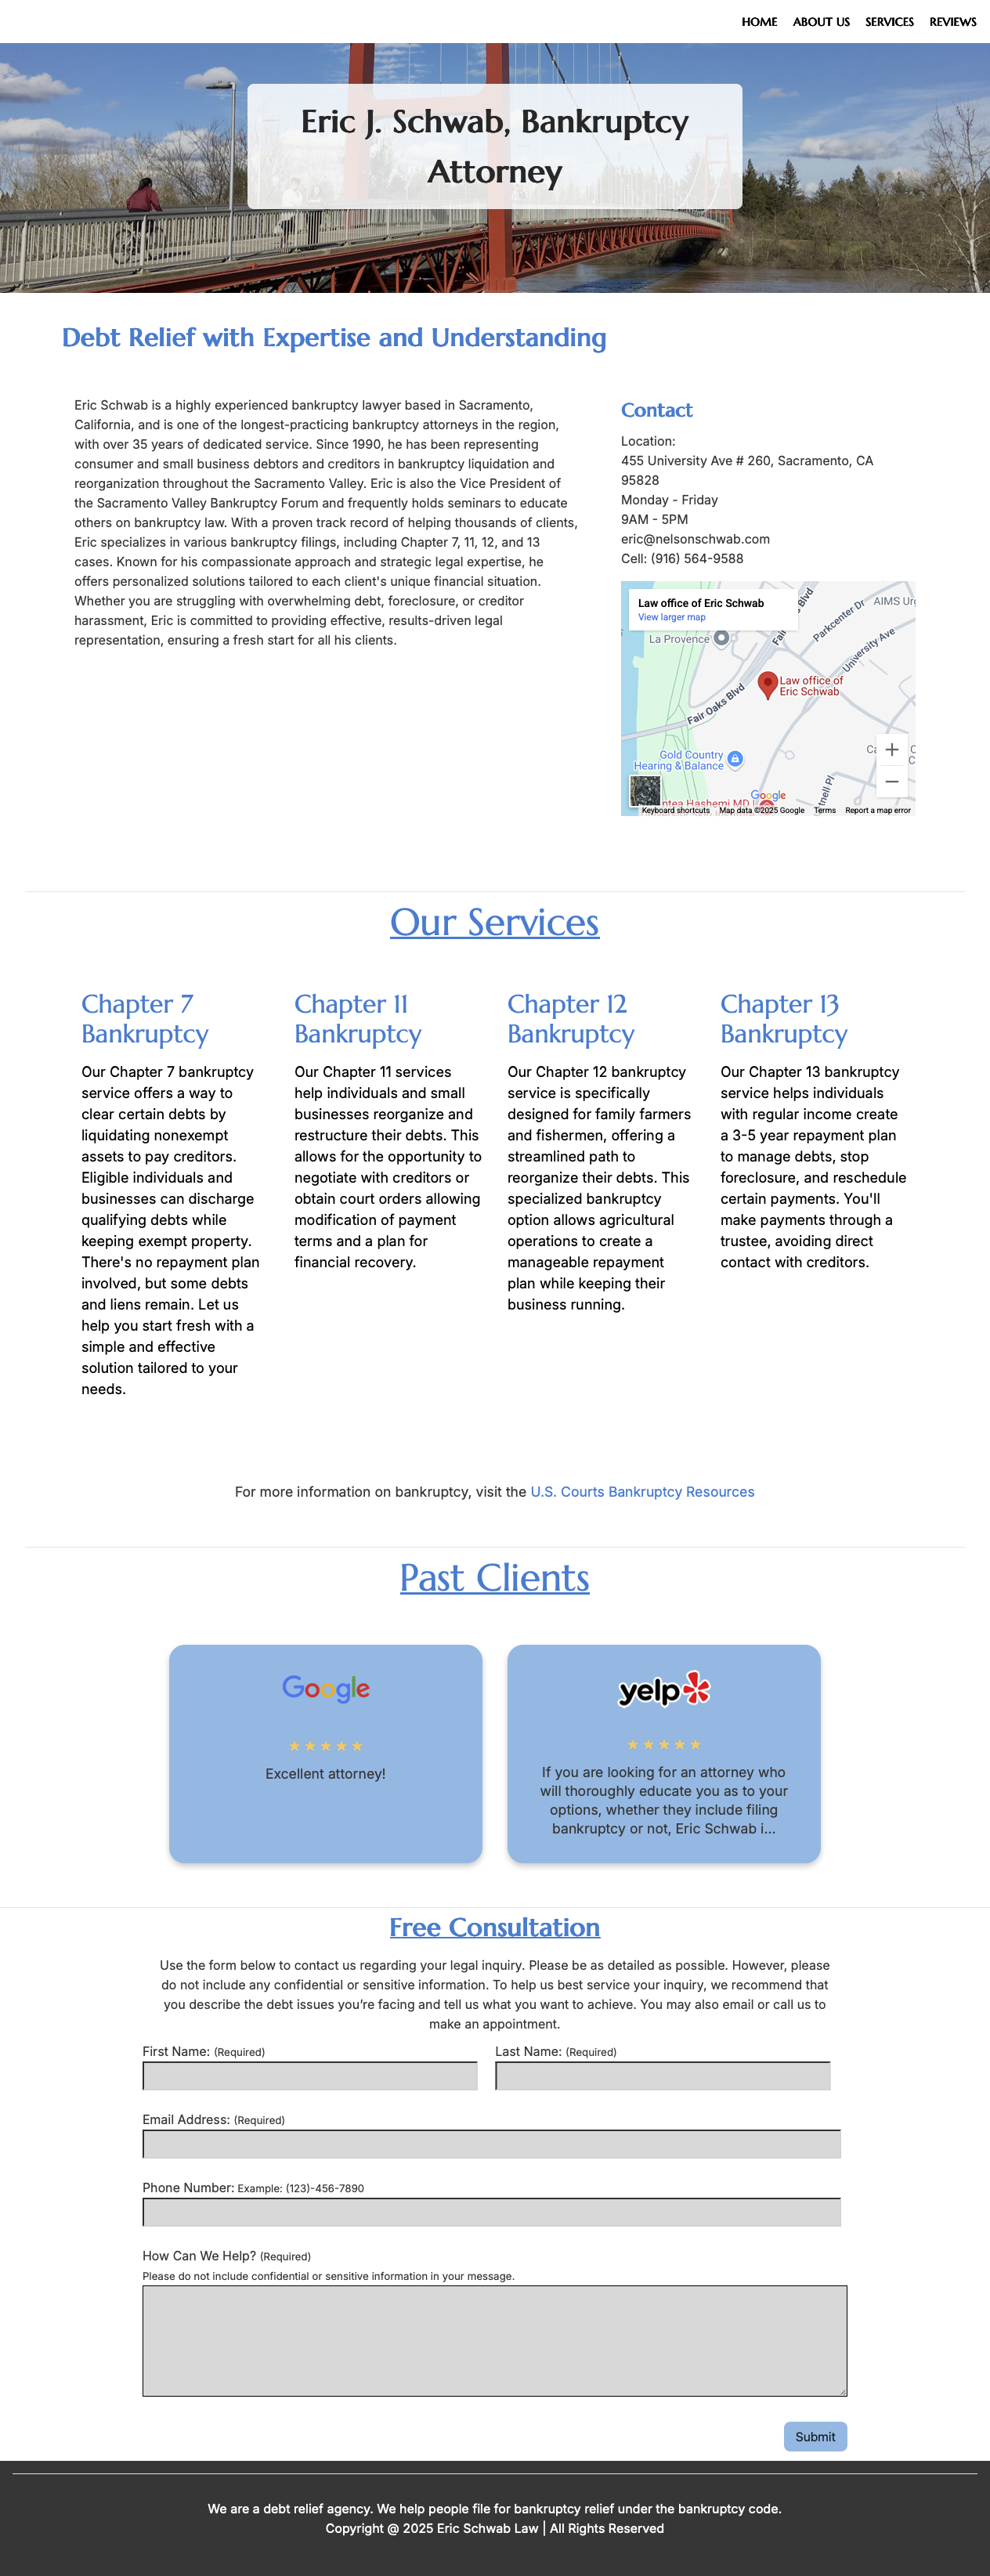 HOME ABOUT US SERVICES REVIEWS
Eric J. Schwab, Bankruptcy
Attorney
Debt Relief with Expertise and Understanding
Eric Schwab is a highly experienced bankruptcy lawyer based in Sacramento,
California, and is one of the longest-practicing bankruptcy attorneys in the region,
with over 35 years of dedicated service. Since 1990, he has been representing
consumer and small business debtors and creditors in bankruptcy liquidation and
reorganization throughout the Sacramento Valley. Eric is also the Vice President of
the Sacramento Valley Bankruptcy Forum and frequently holds seminars to educate
others on bankruptcy law. With a proven track record of helping thousands of clients,
Eric specializes in various bankruptcy filings, including Chapter 7, 11, 12, and 13
cases. Known for his compassionate approach and strategic legal expertise, he
offers personalized solutions tailored to each client's unique financial situation.
Whether you are struggling with overwhelming debt, foreclosure, or creditor
harassment, Eric is committed to providing effective, results-driven legal
representation, ensuring a fresh start for all his clients.
Contact
Location:
455 University Ave # 260, Sacramento, CA
95828
Monday - Friday
9AM - 5PM
eric@nelsonschwab.com
Cell: (916) 564-9588
Law office of Eric Schwab
View larger map
La Provence
Blvd
Parkcenter Dr
AIMS
University Ave
Law office of
Eric Schwab
Fair Oaks Blvd
Gold Country
Hearing & Balance
Hashemi MD
Google
Keyboard shortcuts Map data ©2025 Google Terms Report a map error
Our Services
Chapter 7
Bankruptcy
Our Chapter 7 bankruptcy
service offers a way to
clear certain debts by
liquidating nonexempt
assets to pay creditors.
Eligible individuals and
businesses can discharge
qualifying debts while
keeping exempt property.
There's no repayment plan
involved, but some debts
and liens remain. Let us
help you start fresh with a
simple and effective
solution tailored to your
needs.
Chapter 11
Bankruptcy
Our Chapter 11 services
help individuals and small
businesses reorganize and
restructure their debts. This
allows for the opportunity to
negotiate with creditors or
obtain court orders allowing
modification of payment
terms and a plan for
financial recovery.
Chapter 12
Bankruptcy
Our Chapter 12 bankruptcy
service is specifically
designed for family farmers
and fishermen, offering a
streamlined path to
reorganize their debts. This
specialized bankruptcy
option allows agricultural
operations to create a
manageable repayment
plan while keeping their
business running.
Chapter 13
Bankruptcy
Our Chapter 13 bankruptcy
service helps individuals
with regular income create
a 3-5 year repayment plan
to manage debts, stop
foreclosure, and reschedule
certain payments. You'll
make payments through a
trustee, avoiding direct
contact with creditors.
For more information on bankruptcy, visit the U.S. Courts Bankruptcy Resources
Past Clients
Google
★ ★ ★ ★ ★
Excellent attorney!
yelp
★ ★ ★ ★ ★
If you are looking for an attorney who
will thoroughly educate you as to your
options, whether they include filing
bankruptcy or not, Eric Schwab i...
Free Consultation
Use the form below to contact us regarding your legal inquiry. Please be as detailed as possible. However, please
do not include any confidential or sensitive information. To help us best service your inquiry, we recommend that
you describe the debt issues you’re facing and tell us what you want to achieve. You may also email or call us to
make an appointment.
First Name: (Required)
Last Name: (Required)
Email Address: (Required)
Phone Number: Example: (123)-456-7890
How Can We Help? (Required)
Please do not include confidential or sensitive information in your message.
Submit
We are a debt relief agency. We help people file for bankruptcy relief under the bankruptcy code.
Copyright @ 2025 Eric Schwab Law | All Rights Reserved